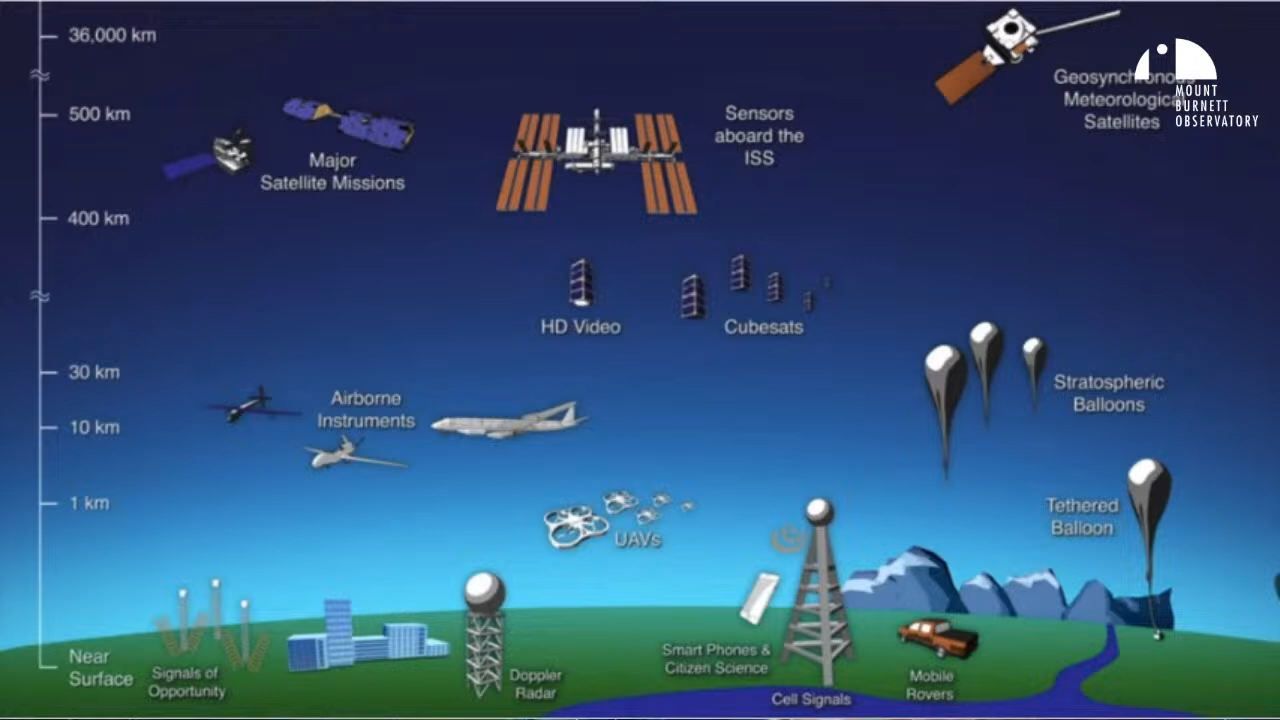 36,000 km
Geosynchronous
Meteorological
Satellites
MOUNT
BURNETT
OBSERVATORY
500 km
Sensors
aboard the
ISS
Major
Satellite Missions
400 km
HD Video
Cubesats
30 km
Airborne
Instruments
Stratospheric
Balloons
10 km
1 km
Tethered
Balloon
UAVs
Near
Surface
Signals of
Opportunity
Doppler
Radar
Smart Phones &
Citizen Science
Cell Signals
Mobile
Rovers